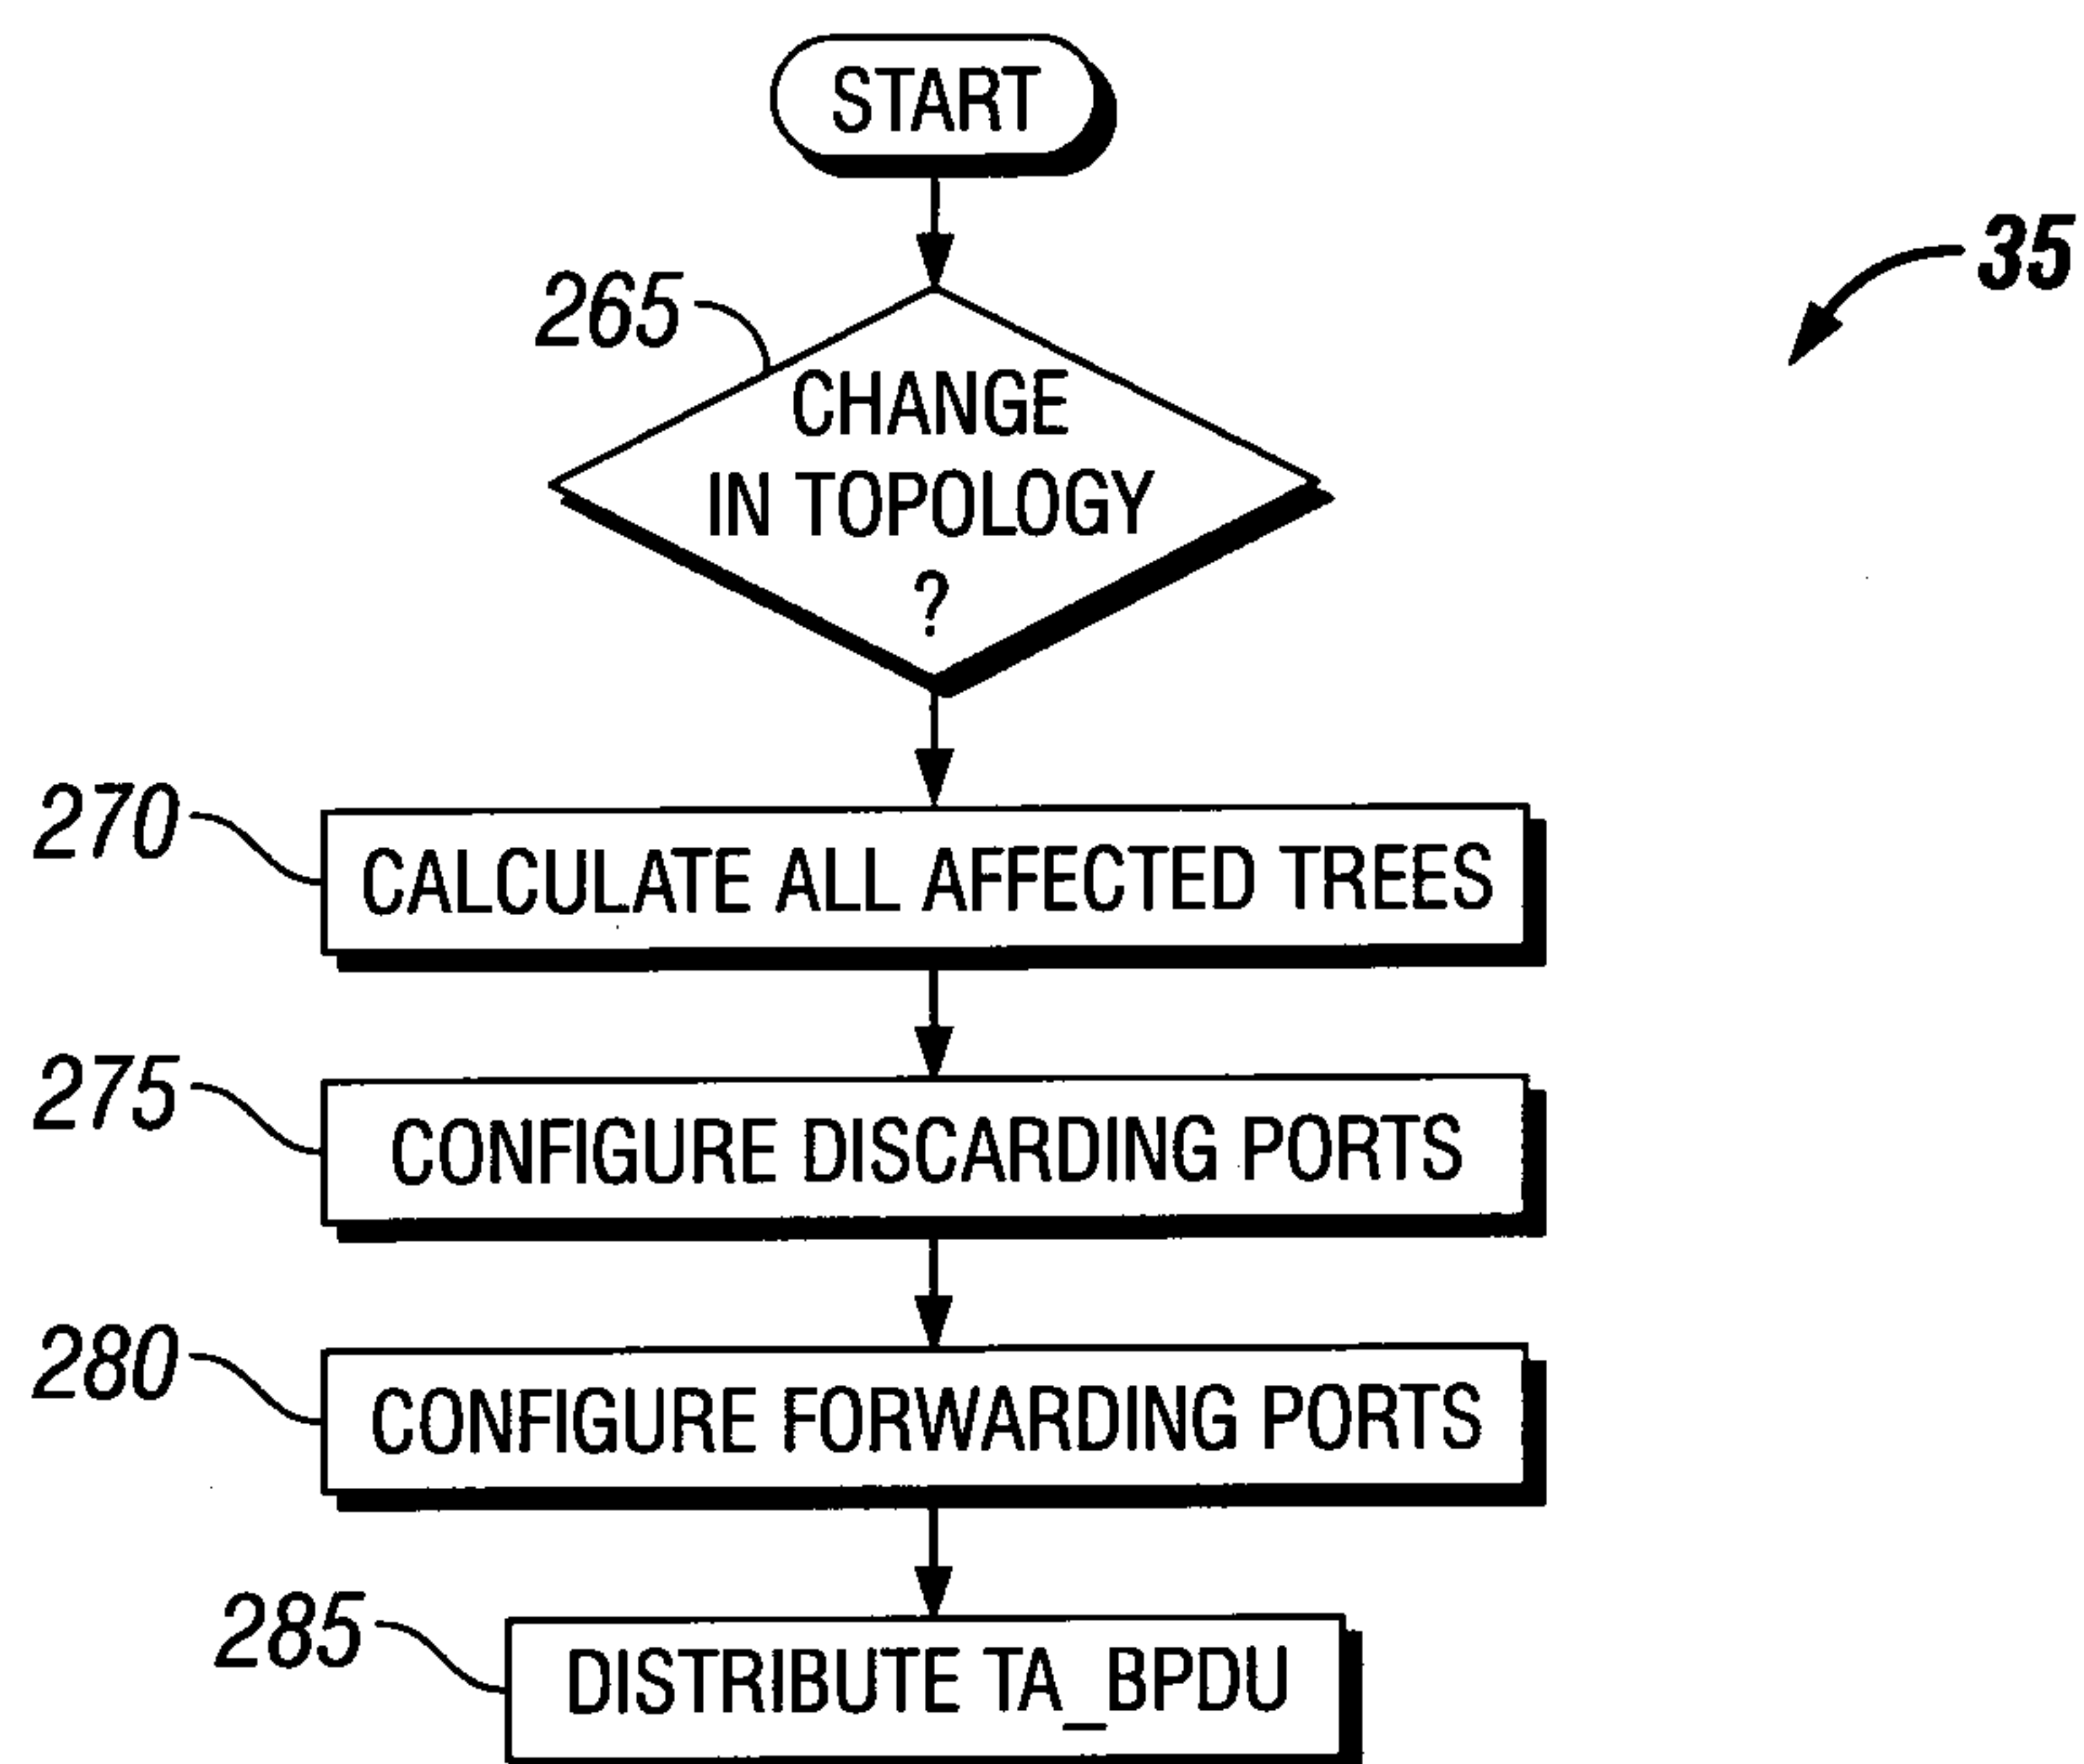 START
35
265
CHANGE
IN TOPOLOGY
?
270
CALCULATE ALL AFFECTED TREES
275
CONFIGURE DISCARDING PORTS
280
CONFIGURE FORWARDING PORTS
285
DISTRIBUTE TA_BPDU